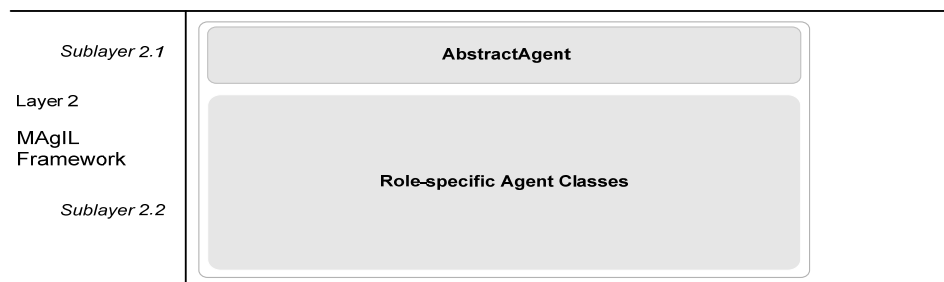 Sublayer 2.1
AbstractAgent
Layer 2
MAgIL
Framework
Role-specific Agent Classes
Sublayer 2.2